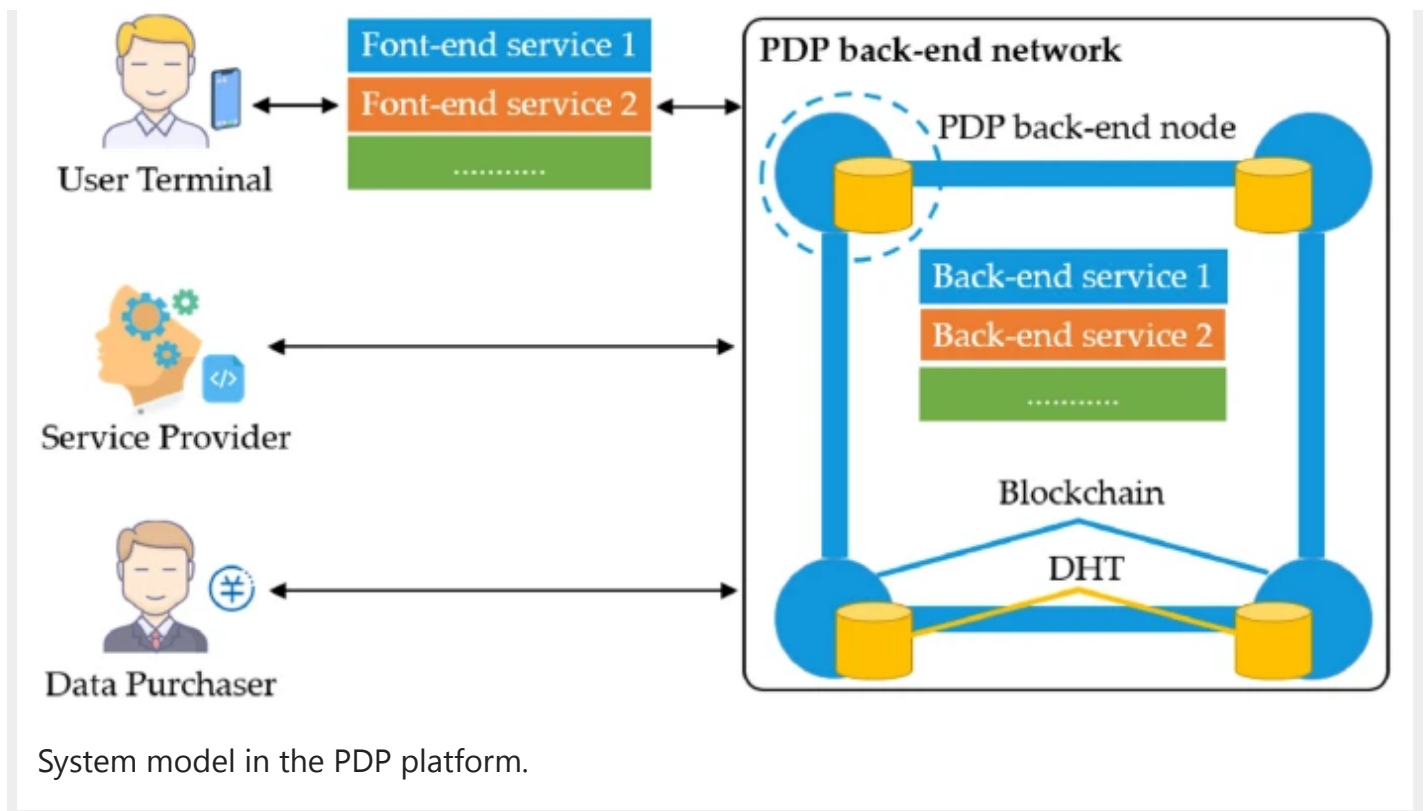 Font-end service 1
Font-end service 2
...........
User Terminal
PDP back-end network
PDP back-end node
Back-end service 1
Back-end service 2
...........
</>
Service Provider
Blockchain
DHT
¥
Data Purchaser
System model in the PDP platform.